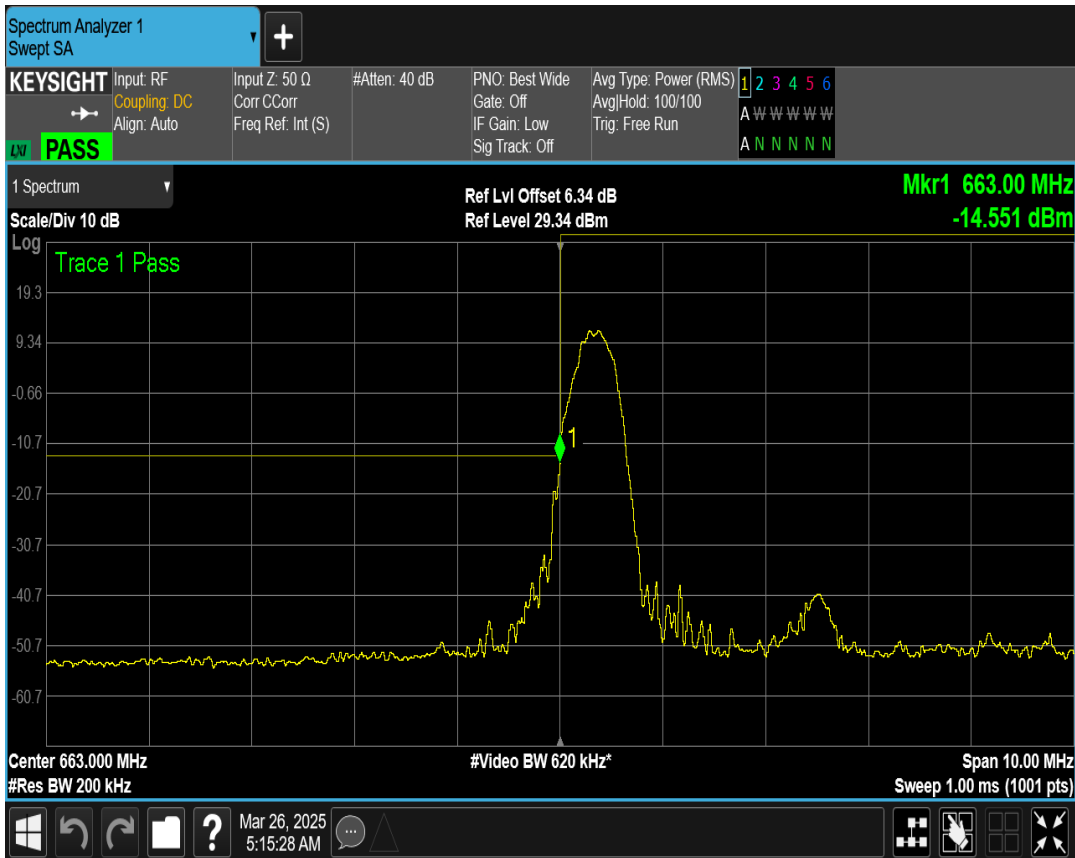 Spectrum Analyzer 1
Swept SA
+
KEYSIGHT
LXI
PASS
Input: RF
Coupling: DC
Align: Auto
Input Z: 50 Ω
Corr CCorr
Freq Ref: Int (S)
#Atten: 40 dB
PNO: Best Wide
Gate: Off
IF Gain: Low
Sig Track: Off
Avg Type: Power (RMS)
Avg|Hold: 100/100
Trig: Free Run
1 2 3 4 5 6
A W W W W W
A N N N N N
1 Spectrum
Scale/Div 10 dB
Ref Lvl Offset 6.34 dB
Ref Level 29.34 dBm
Mkr1 663.00 MHz
-14.551 dBm
Log
Trace 1 Pass
19.3
9.34
-0.66
-10.7
-20.7
-30.7
-40.7
-50.7
-60.7
1
Center 663.000 MHz
#Res BW 200 kHz
#Video BW 620 kHz*
Span 10.00 MHz
Sweep 1.00 ms (1001 pts)
?
Mar 26, 2025
5:15:28 AM